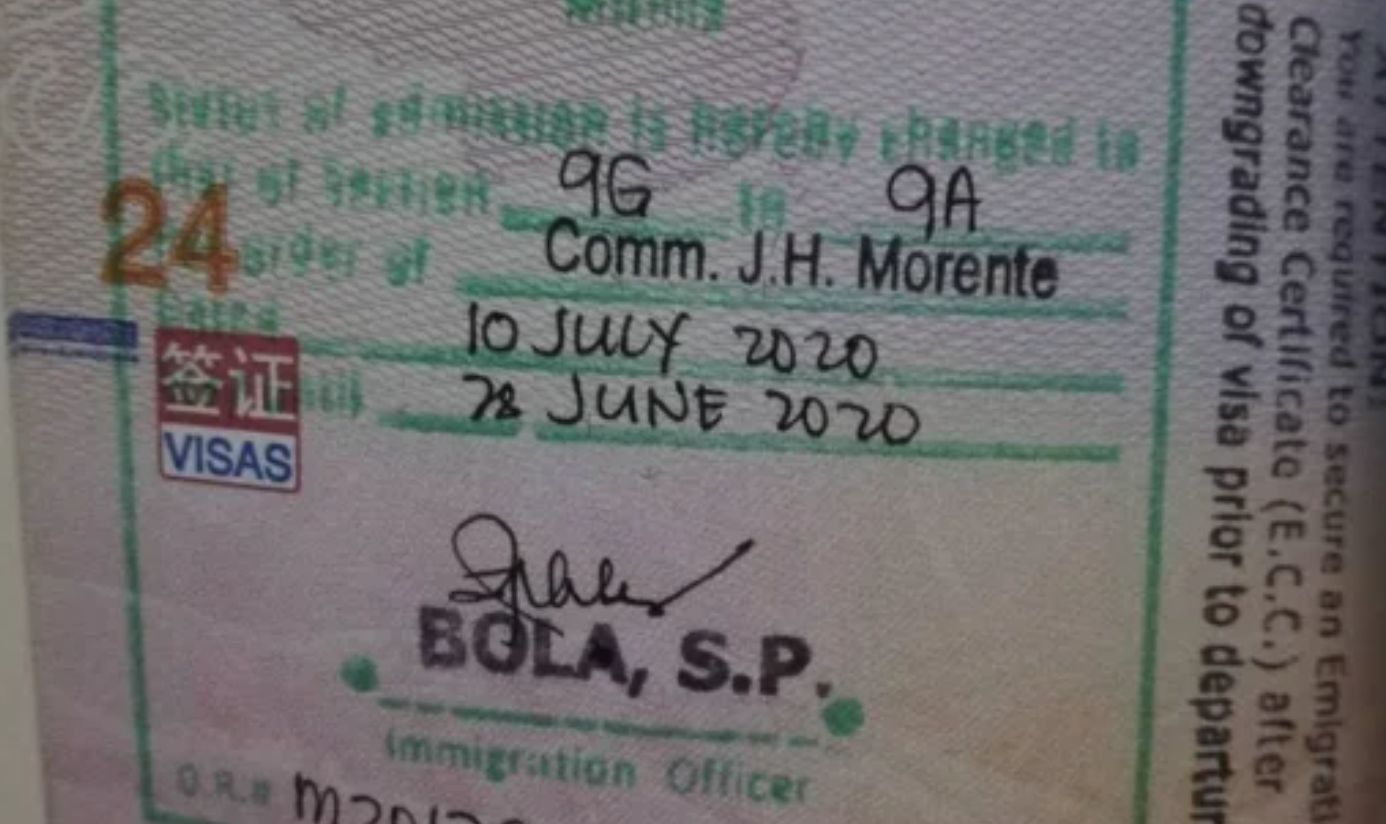 Manila
Status of admission is hereby changed to
that of Section 9G to 9A
24
order of Comm. J.H. Morente
Dated 10 JULY 2020
28 JUNE 2020
签证
VISAS
BOLA, S.P.
Immigration Officer
O.R.#
You are required to secure an
Clearance Certificate (E.C.C.) after
downgrading of visa prior to